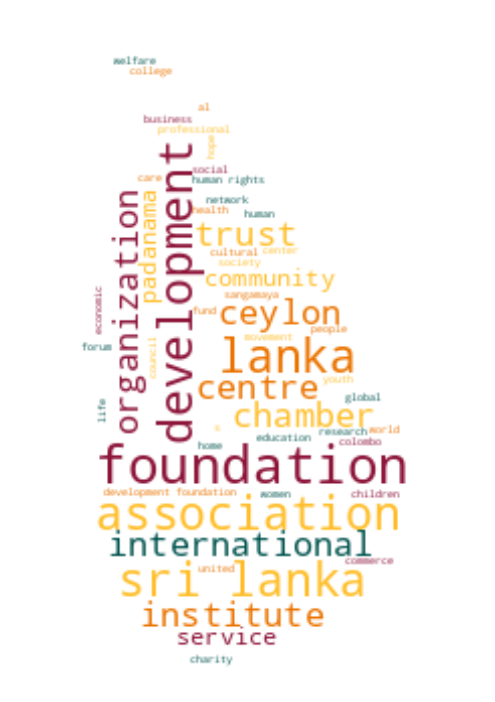 welfare
college
al
business
professional
hope
development
social
care
human rights
organization
padanama
network
health
human
trust
cultural
center
society
community
economic
sangamaya
fund
ceylon
people
movement
forum
council
lanka
youth
centre
life
global
chamber
s
research
world
education
colombo
home
foundation
development foundation
women
children
association
international
commerce
united
sri lanka
institute
service
charity